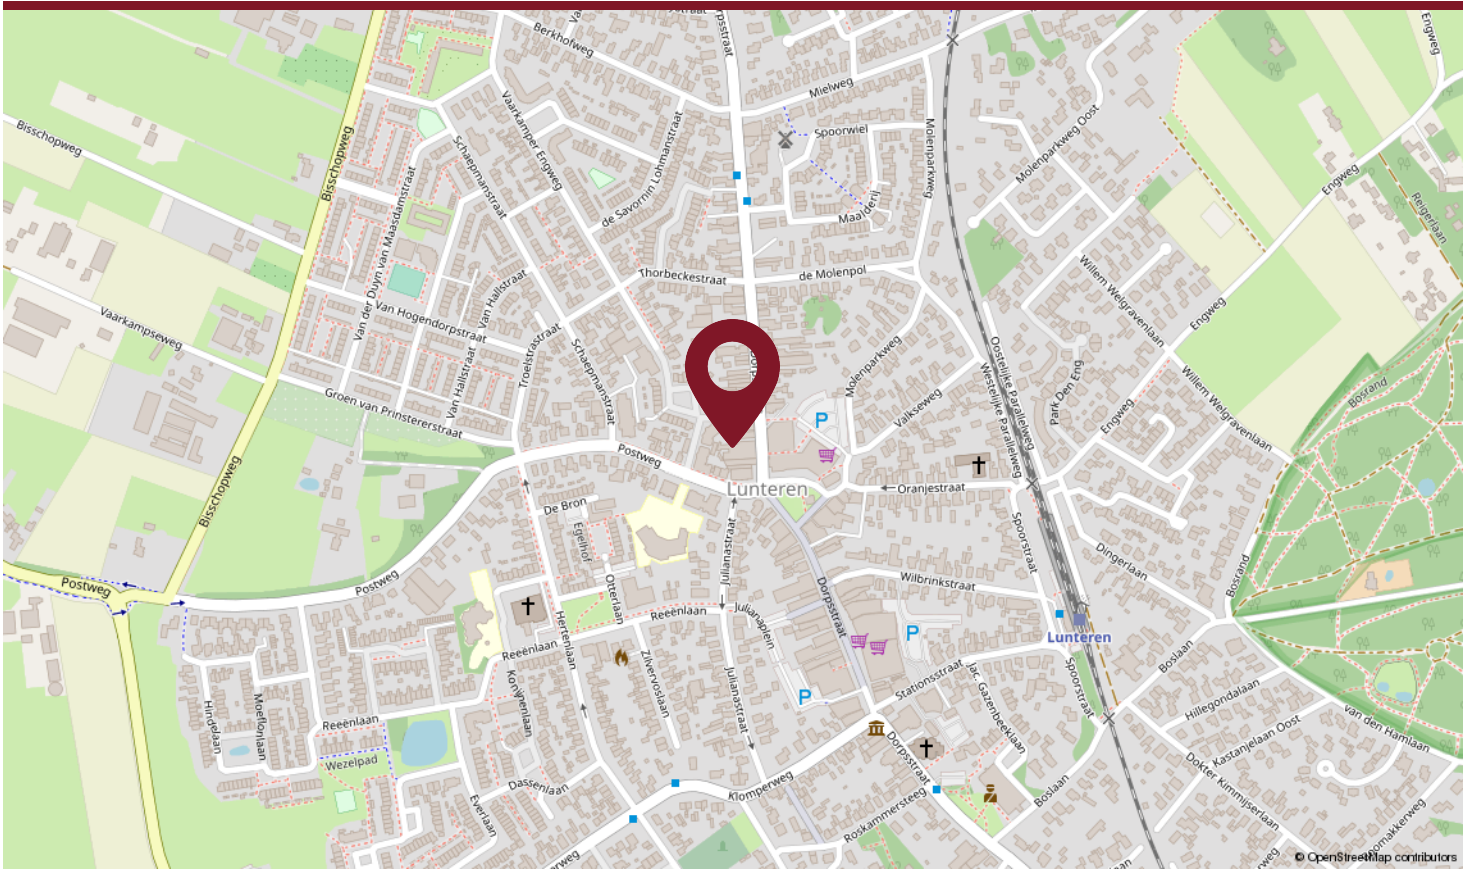 Berkhofweg
Dorpsstraat
Engweg
Mielweg
Bisschopweg
Bisschopweg
Vaarkamper Engweg
Schaepmanstraat
de Savornin Lohmanstraat
Spoorwiel
Molenparkweg
Molenparkweg Oost
Engweg
Reigerlaan
Maalderij
Van der Duyn van Maasdamstraat
Thorbeckestraat
de Molenpol
Willem Welgravenlaan
Van Hallstraat
Vaarkampseweg
Van Hogendorpstraat
Engweg
Troelstrastraat
Schaepmanstraat
Van Hallstraat
Molenparkweg
Oostelijke Parallelweg
Westelijke Parallelweg
Park Den Eng
Willem Welgravenlaan
Bosrand
Groen van Prinstererstraat
Valkseweg
Engweg
P
Postweg
Bisschopweg
Lunteren
Oranjestraat
De Bron
Egelhof
Julianastraat
Spoorstraat
Dingerlaan
Bosrand
Postweg
Postweg
Otterlaan
Wilbrinkstraat
Dorpsstraat
Reeënlaan
Julianaplein
Hertenlaan
P
Lunteren
Reeënlaan
Zilvervoslaan
Konijnenlaan
Boslaan
Stationsstraat
Jac. Gazenbeeklaan
Spoorstraat
Julianastraat
P
Hindelaan
Moeflonlaan
Reeënlaan
Hillegondalaan
van den Hamlaan
Kastanjelaan Oost
Dorpsstraat
Wezelpad
Dassenlaan
Klomperweg
Boslaan
Dokter Kimmijserlaan
Everlaan
Roskammersteeg
© OpenStreetMap contributors